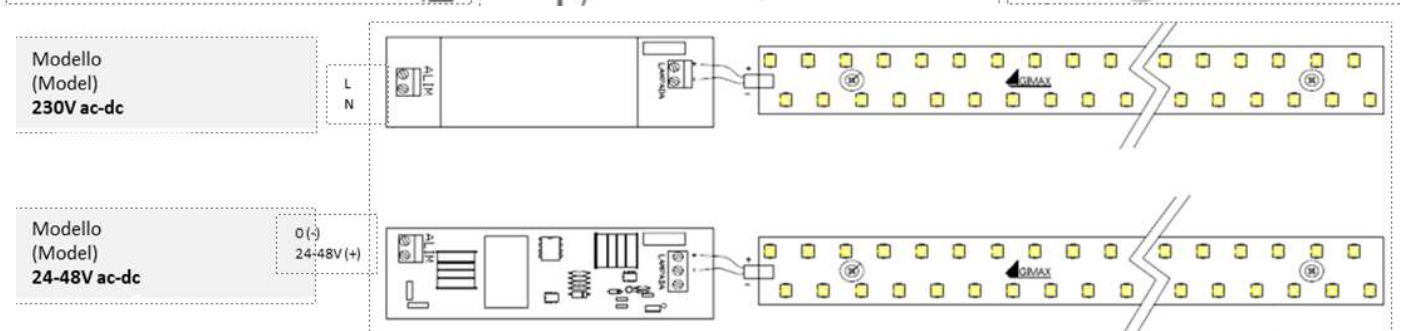 Modello
(Model)
230V ac-dc
L
N
ALIM
LAMPADA
+
-
+
-
GIMAX
Modello
(Model)
24-48V ac-dc
0 (-)
24-48V (+)
ALIM
LAMPADA
+
-
+
-
GIMAX